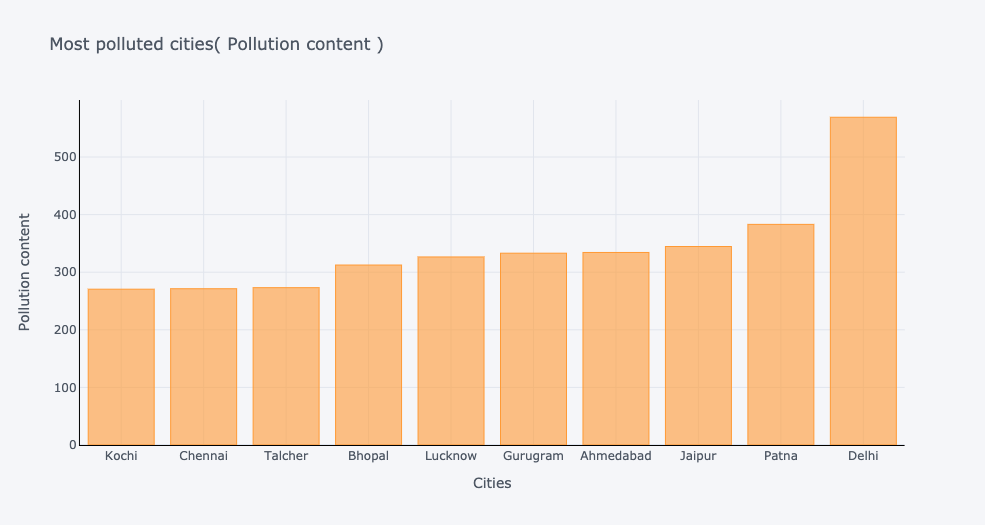 Most polluted cities( Pollution content )
Pollution content
500
400
300
200
100
0
Kochi Chennai Talcher Bhopal Lucknow Gurugram Ahmedabad Jaipur Patna Delhi
Cities